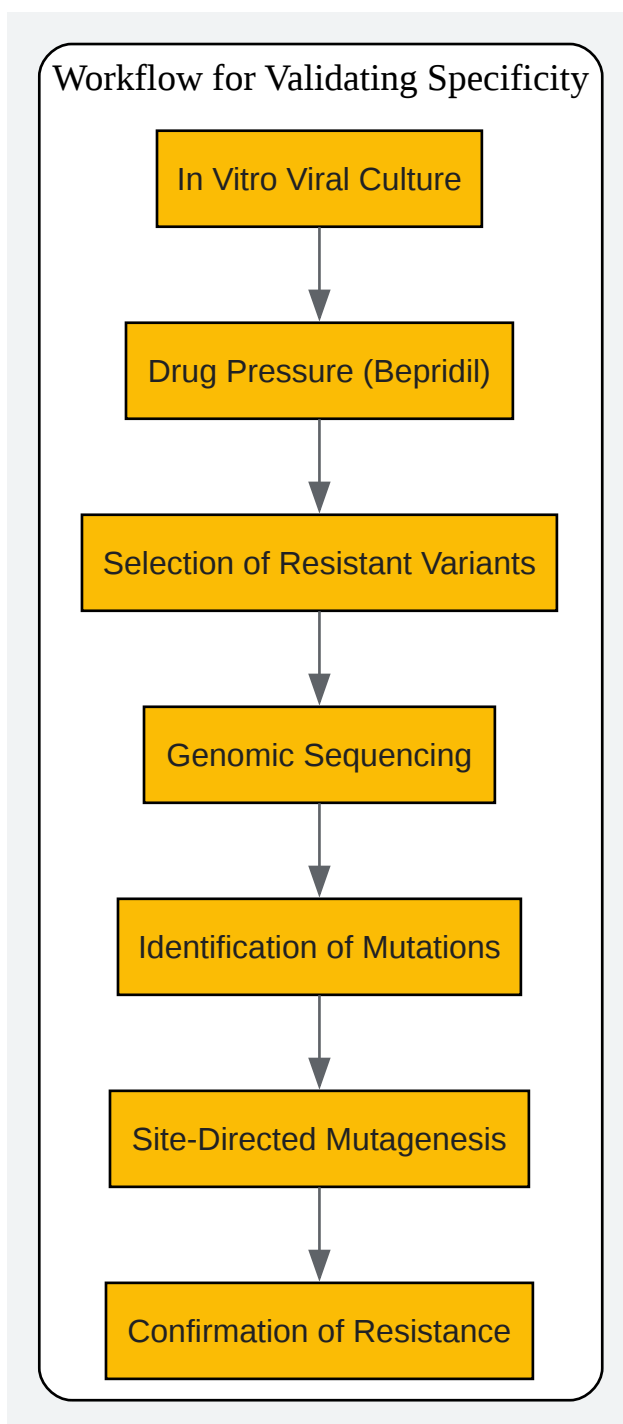 Workflow for Validating Specificity
In Vitro Viral Culture
Drug Pressure (Bepridil)
Selection of Resistant Variants
Genomic Sequencing
Identification of Mutations
Site-Directed Mutagenesis
Confirmation of Resistance